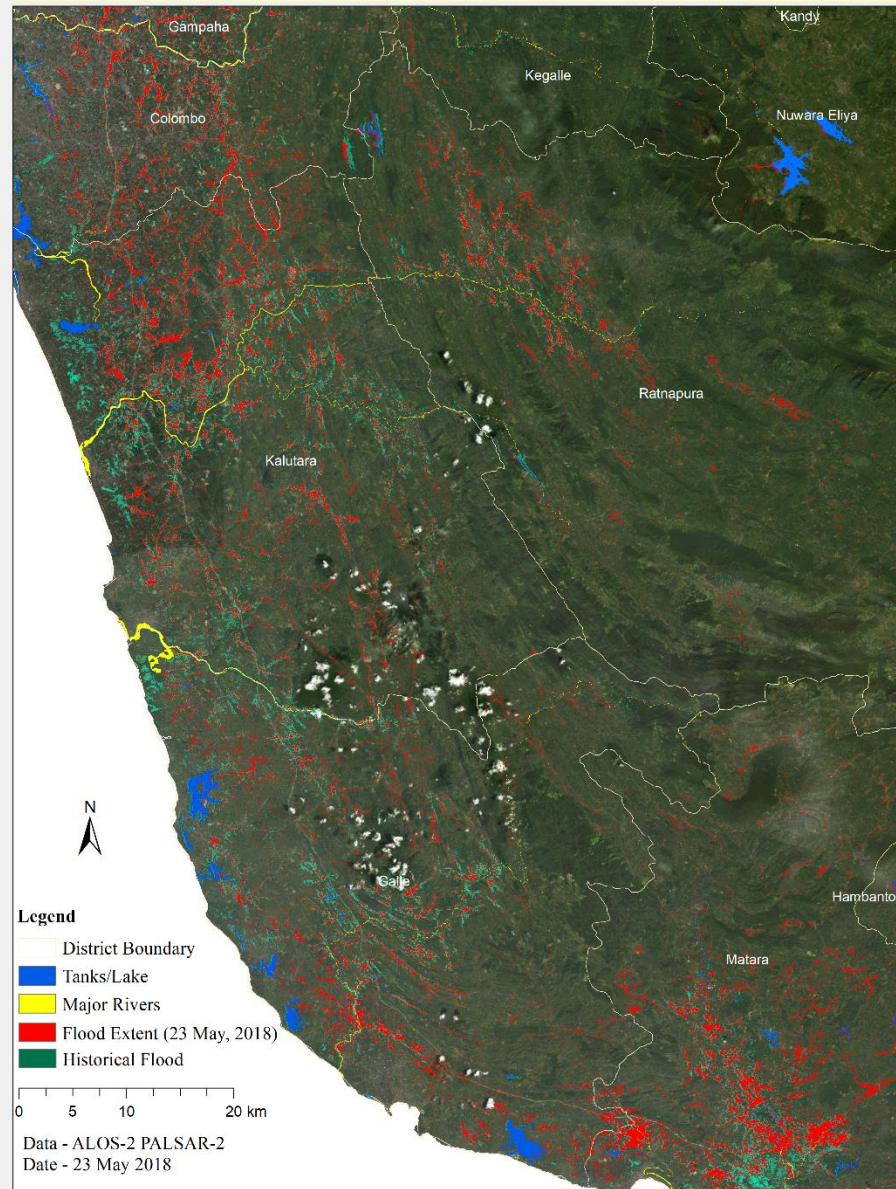 Gampaha
Kandy
Kegalle
Colombo
Nuwara Eliya
Ratnapura
Kalutara
N
Galle
Hambanto
Matara
Legend
District Boundary
Tanks/Lake
Major Rivers
Flood Extent (23 May, 2018)
Historical Flood
0 5 10 20 km
Data - ALOS-2 PALSAR-2
Date - 23 May 2018